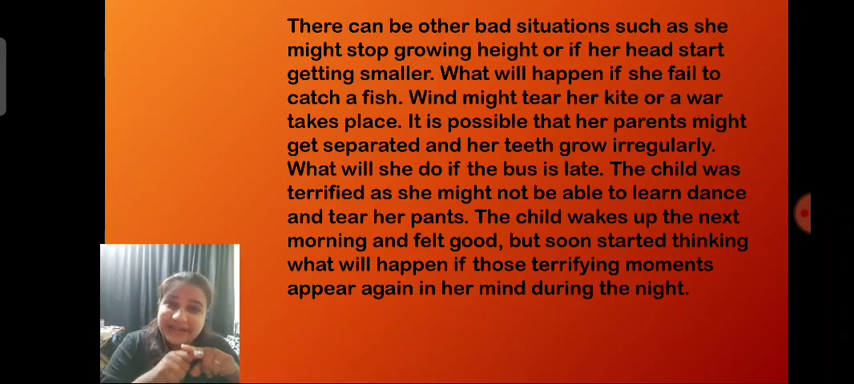 There can be other bad situations such as she
might stop growing height or if her head start
getting smaller. What will happen if she fail to
catch a fish. Wind might tear her kite or a war
takes place. It is possible that her parents might
get separated and her teeth grow irregularly.
What will she do if the bus is late. The child was
terrified as she might not be able to learn dance
and tear her pants. The child wakes up the next
morning and felt good, but soon started thinking
what will happen if those terrifying moments
appear again in her mind during the night.